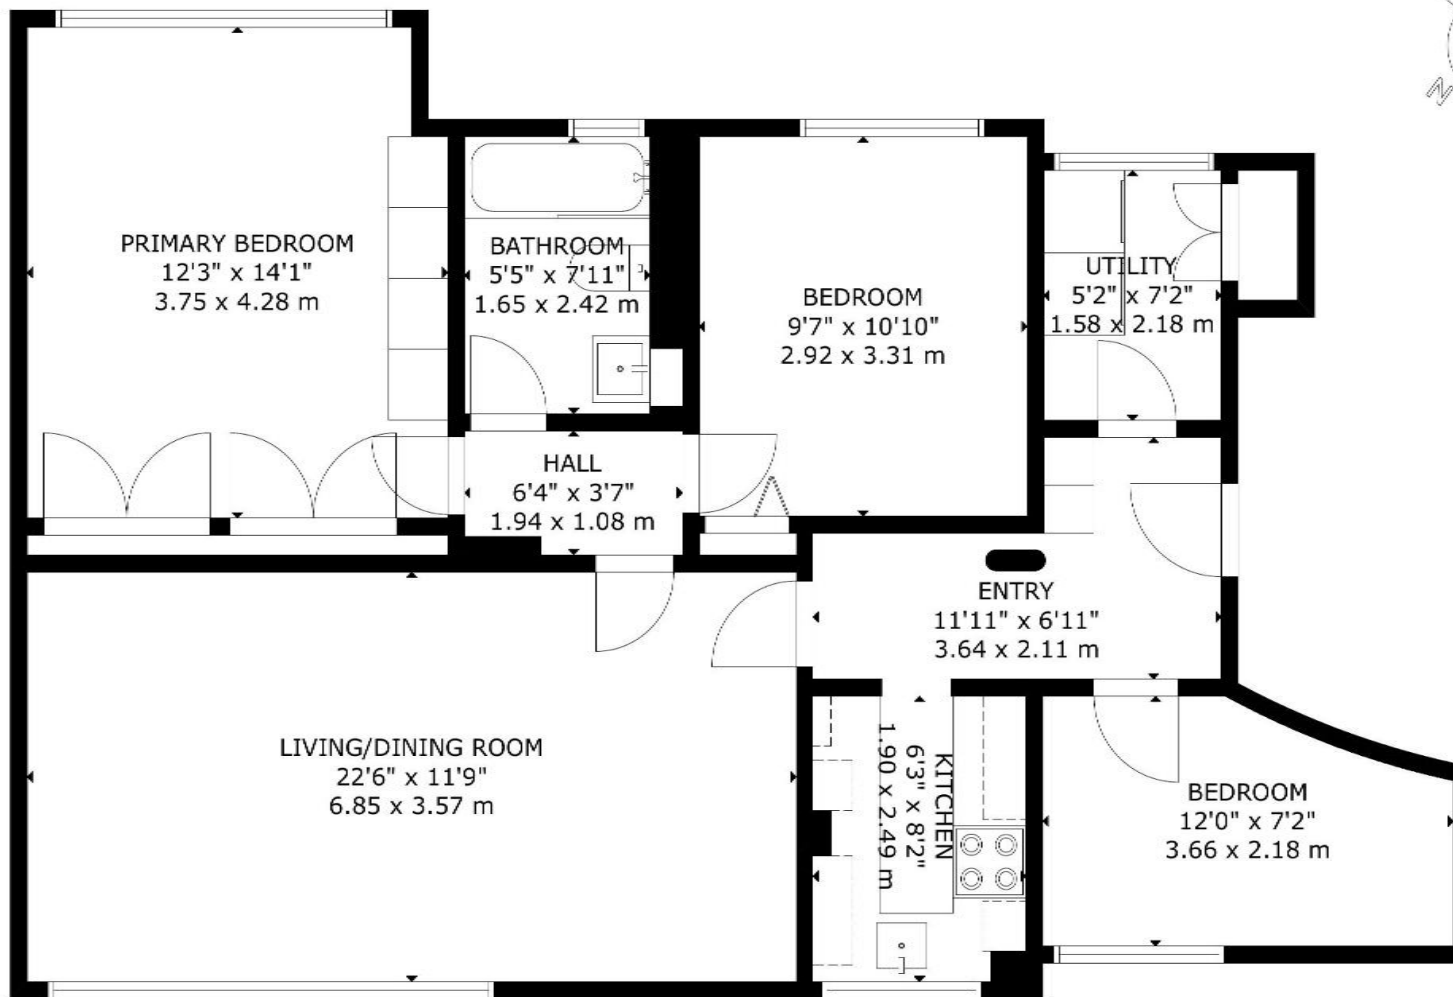 N
PRIMARY BEDROOM
12'3" x 14'1"
3.75 x 4.28 m
BATHROOM
5'5" x 7'11"
1.65 x 2.42 m
BEDROOM
9'7" x 10'10"
2.92 x 3.31 m
UTILITY
5'2" x 7'2"
1.58 x 2.18 m
HALL
6'4" x 3'7"
1.94 x 1.08 m
ENTRY
11'11" x 6'11"
3.64 x 2.11 m
LIVING/DINING ROOM
22'6" x 11'9"
6.85 x 3.57 m
KITCHEN
6'3" x 8'2"
1.90 x 2.49 m
BEDROOM
12'0" x 7'2"
3.66 x 2.18 m